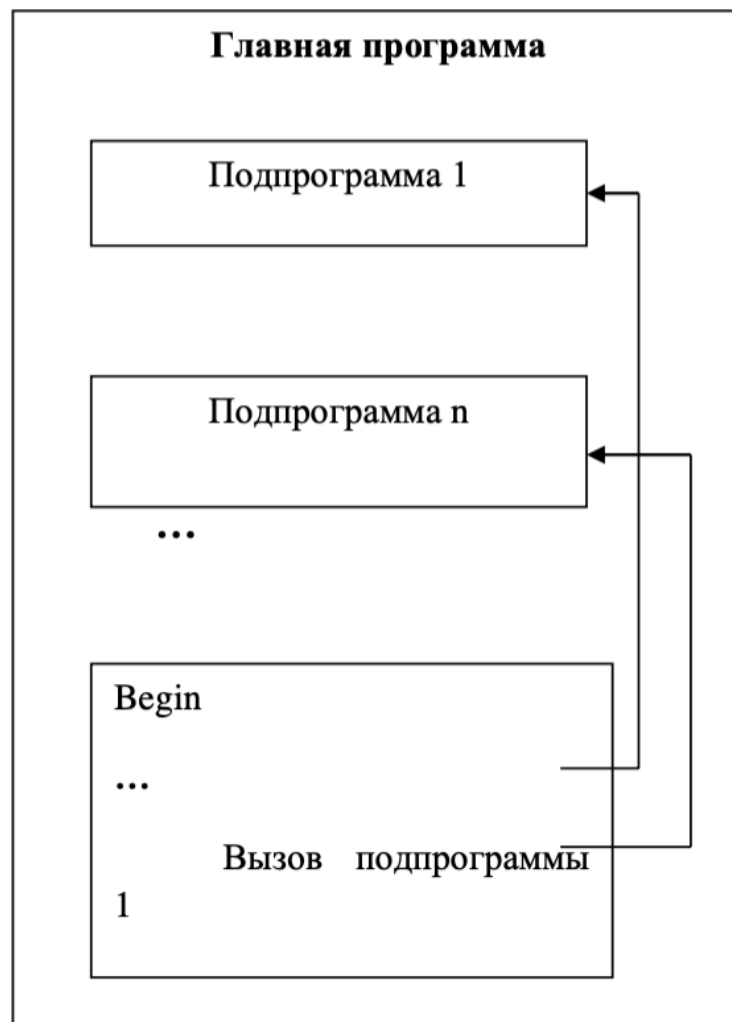 Главная программа
Подпрограмма 1
Подпрограмма n
...
Begin
...
Вызов подпрограммы
1